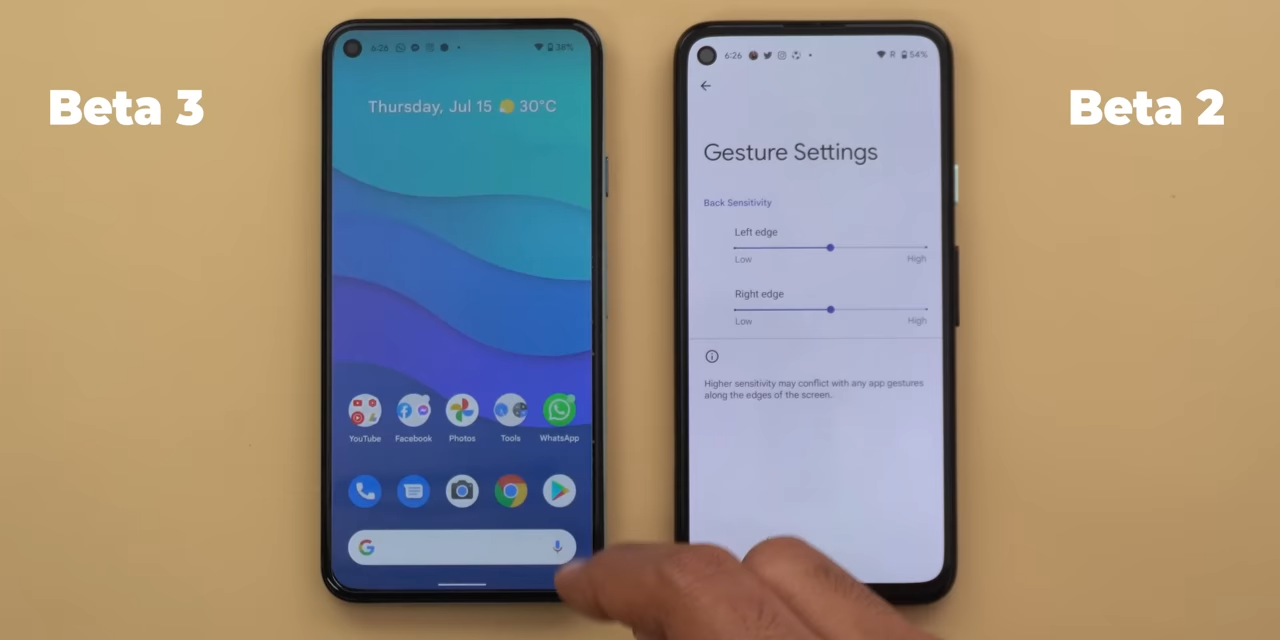 Beta 3
6:26
38%
Thursday, Jul 15 30°C
YouTube Facebook Photos Tools WhatsApp
Beta 2
6:26
R 54%
Gesture Settings
Back Sensitivity
Left edge
Low High
Right edge
Low High
Higher sensitivity may conflict with any app gestures
along the edges of the screen.